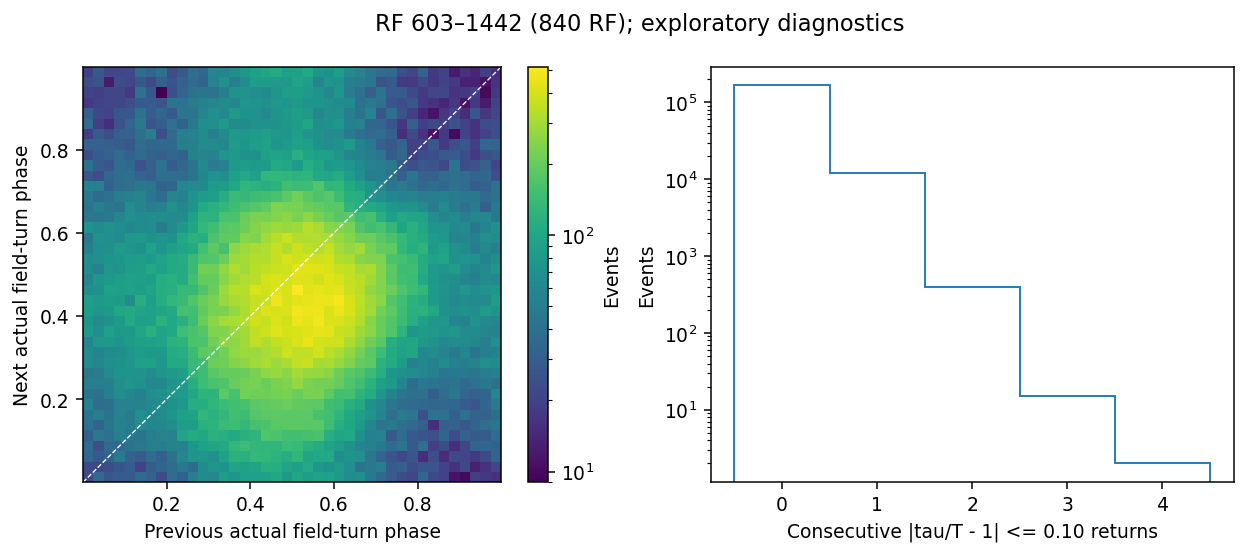 RF 603–1442 (840 RF); exploratory diagnostics
Next actual field-turn phase
0.8
0.6
0.4
0.2
0.2 0.4 0.6 0.8
Previous actual field-turn phase
10²
10¹
Events
Events
10⁵
10⁴
10³
10²
10¹
0 1 2 3 4
Consecutive |tau/T - 1| <= 0.10 returns